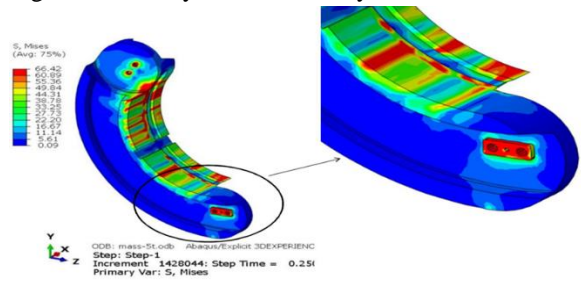 S, Mises
(Avg: 75%)
66.42
60.89
55.36
49.84
44.31
38.78
33.25
27.73
22.20
16.67
11.14
5.61
0.09
Y
X
Z
ODB: mass-5t.odb Abaqus/Explicit 3DEXPERIENC
Step: Step-1
Increment 1428044: Step Time = 0.250
Primary Var: S, Mises